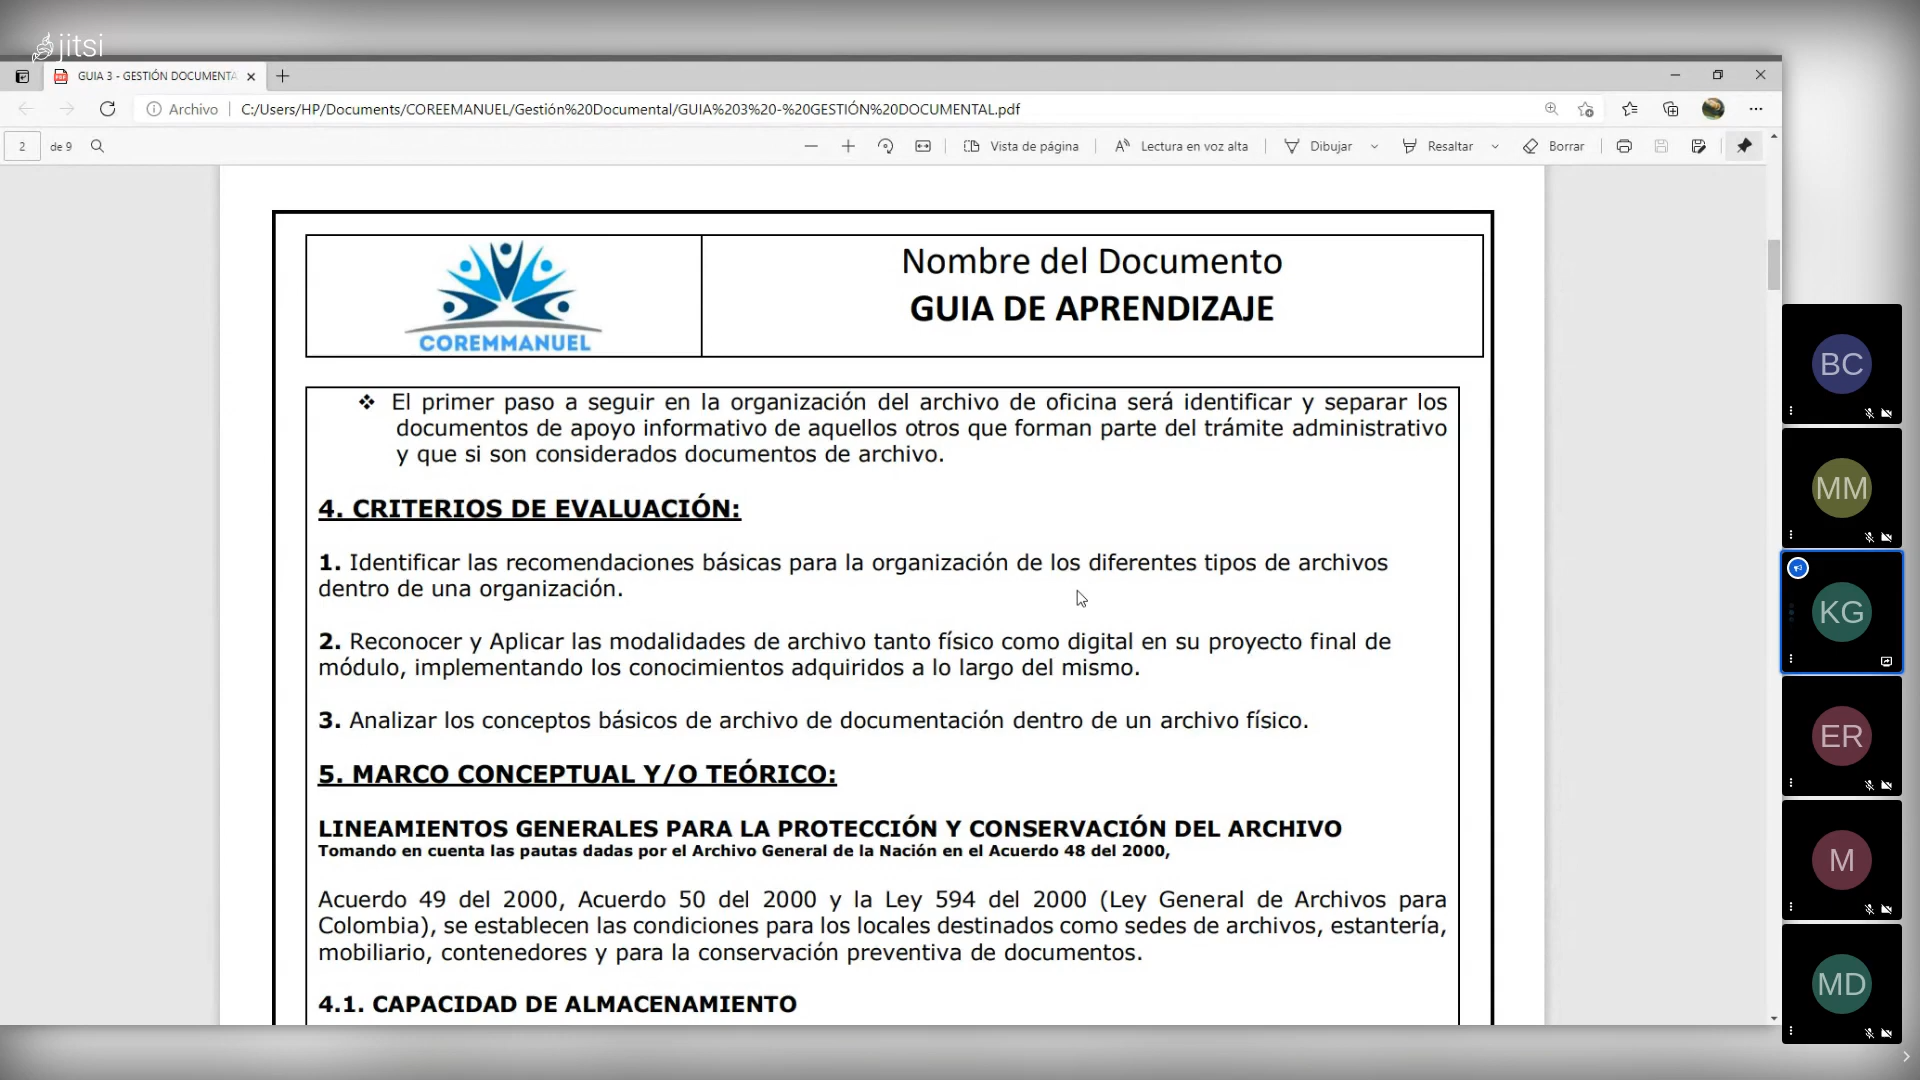 jitsi
GUIA 3 - GESTIÓN DOCUMENTA
Archivo
C:/Users/HP/Documents/COREEMANUEL/Gestión%20Documental/GUIA%203%20-%20GESTIÓN%20DOCUMENTAL.pdf
2 de 9 Vista de página Lectura en voz alta Dibujar Resaltar Borrar
COREMMANUEL
Nombre del Documento
GUIA DE APRENDIZAJE
❖ El primer paso a seguir en la organización del archivo de oficina será identificar y separar los
documentos de apoyo informativo de aquellos otros que forman parte del trámite administrativo
y que si son considerados documentos de archivo.
4. CRITERIOS DE EVALUACIÓN:
1. Identificar las recomendaciones básicas para la organización de los diferentes tipos de archivos
dentro de una organización.
2. Reconocer y Aplicar las modalidades de archivo tanto físico como digital en su proyecto final de
módulo, implementando los conocimientos adquiridos a lo largo del mismo.
3. Analizar los conceptos básicos de archivo de documentación dentro de un archivo físico.
5. MARCO CONCEPTUAL Y/O TEÓRICO:
LINEAMIENTOS GENERALES PARA LA PROTECCIÓN Y CONSERVACIÓN DEL ARCHIVO
Tomando en cuenta las pautas dadas por el Archivo General de la Nación en el Acuerdo 48 del 2000,
Acuerdo 49 del 2000, Acuerdo 50 del 2000 y la Ley 594 del 2000 (Ley General de Archivos para
Colombia), se establecen las condiciones para los locales destinados como sedes de archivos, estantería,
mobiliario, contenedores y para la conservación preventiva de documentos.
4.1. CAPACIDAD DE ALMACENAMIENTO
BC
MM
KG
ER
M
MD